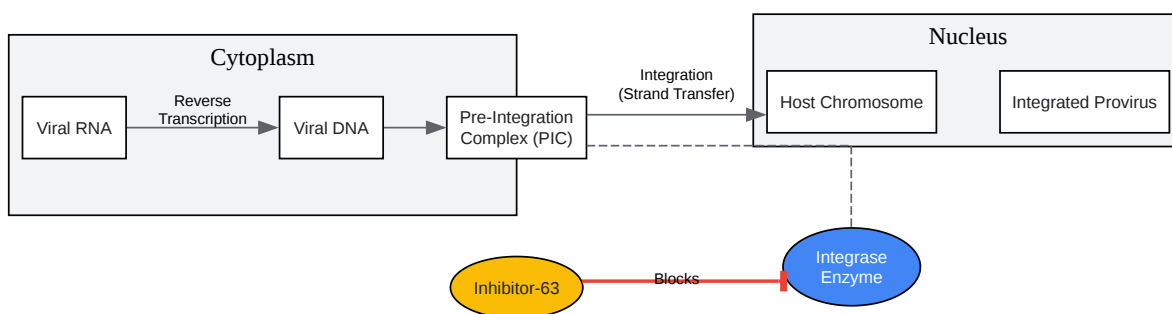 Cytoplasm
Nucleus
Viral RNA
Reverse
Transcription
Viral DNA
Pre-Integration
Complex (PIC)
Integration
(Strand Transfer)
Host Chromosome
Integrated Provirus
Inhibitor-63
Blocks
Integrase
Enzyme